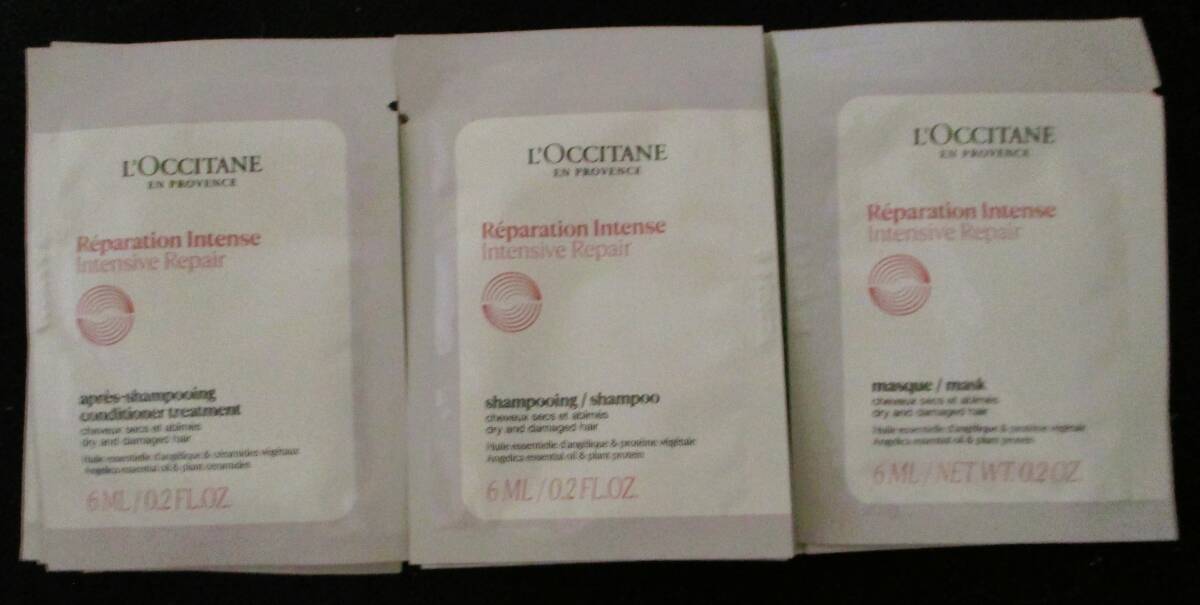 L'OCCITANE
EN PROVENCE
Réparation Intense
Intensive Repair
après-shampooing
conditioner treatment
cheveux secs et abîmés
dry and damaged hair
Huile essentielle d'angélique & céramides végétaux
Angelica essential oil & plant ceramides
6 ML / 0.2 FL.OZ.
L'OCCITANE
EN PROVENCE
Réparation Intense
Intensive Repair
shampooing / shampoo
cheveux secs et abîmés
dry and damaged hair
Huile essentielle d'angélique & protéine végétale
Angelica essential oil & plant protein
6 ML / 0.2 FL.OZ.
L'OCCITANE
EN PROVENCE
Réparation Intense
Intensive Repair
masque / mask
cheveux secs et abîmés
dry and damaged hair
Huile essentielle d'angélique & protéine végétale
Angelica essential oil & plant protein
6 ML / NET WT. 0.2 OZ.